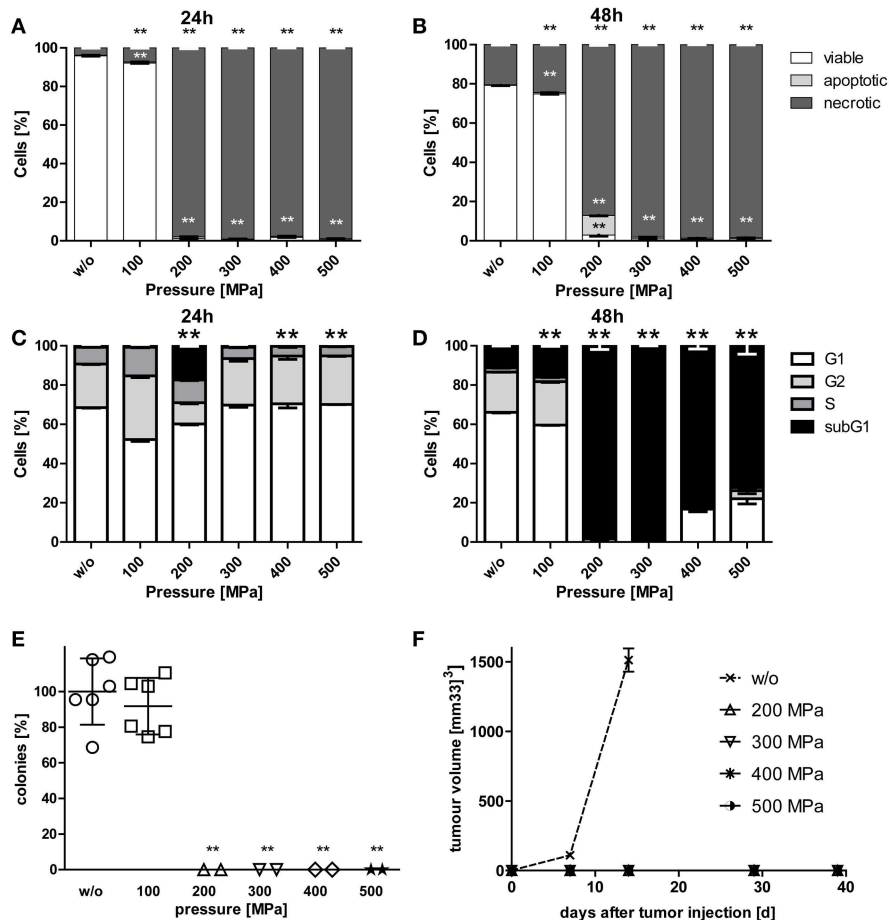 A
24h
** ** ** ** **
100
80
60
40
20
0
Cells [%]
**
** ** ** **
w/o 100 200 300 400 500
Pressure [MPa]
B
48h
** ** ** ** **
100
80
60
40
20
0
Cells [%]
**
** ** ** **
**
w/o 100 200 300 400 500
Pressure [MPa]
viable
apoptotic
necrotic
C
24h
** ** **
100
80
60
40
20
0
Cells [%]
w/o 100 200 300 400 500
Pressure [MPa]
D
48h
** ** ** ** **
100
80
60
40
20
0
Cells [%]
w/o 100 200 300 400 500
Pressure [MPa]
G1
G2
S
subG1
E
100
80
60
40
20
0
colonies [%]
** ** ** **
w/o 100 200 300 400 500
pressure [MPa]
F
1500
1000
500
0
tumour volume [mm33]³
0 10 20 30 40
days after tumor injection [d]
w/o
200 MPa
300 MPa
400 MPa
500 MPa